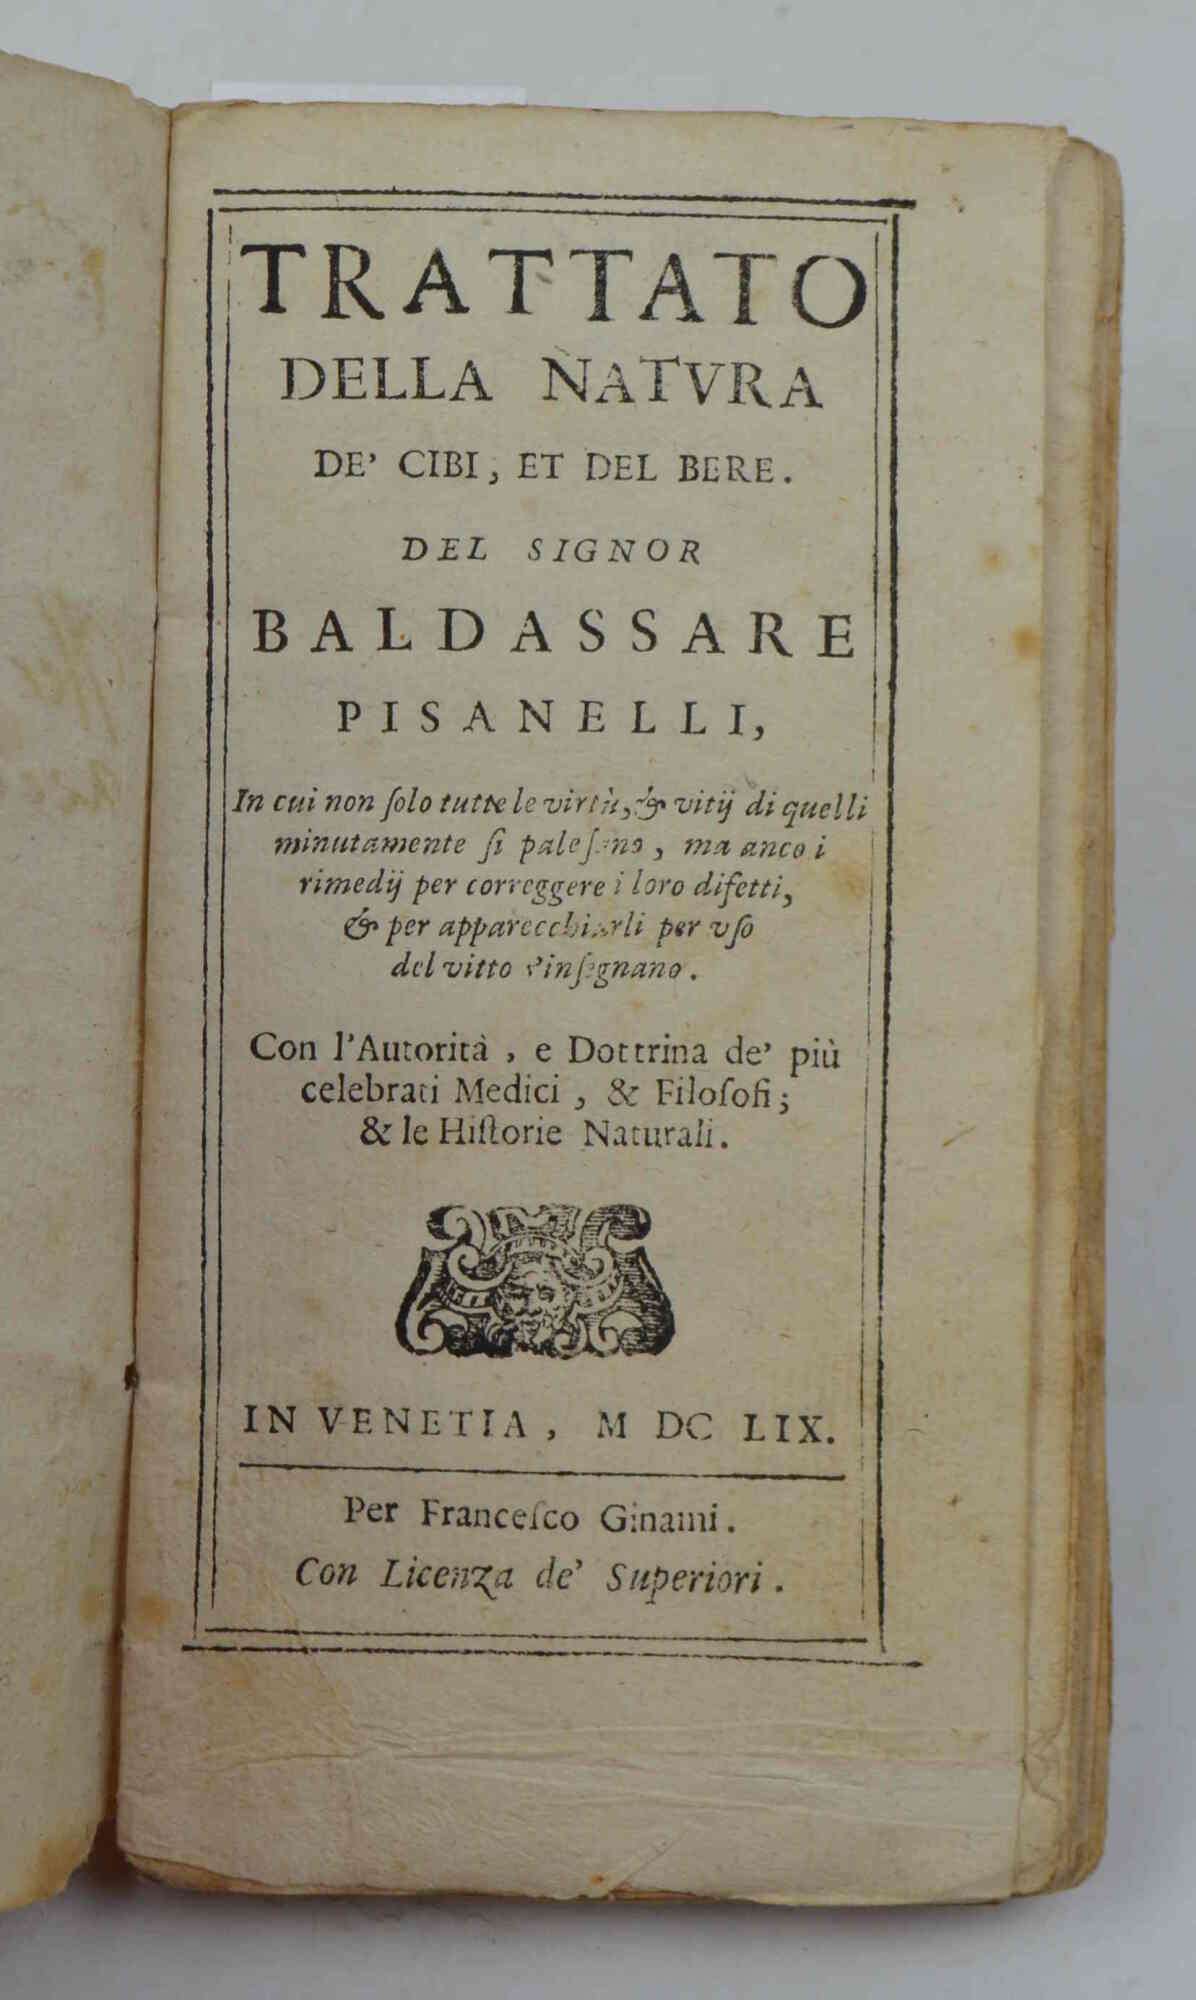 TRATTATO
DELLA NATVRA
DE' CIBI, ET DEL BERE.
DEL SIGNOR
BALDASSARE
PISANELLI,
In cui non ſolo tutte le virtù, & vitij di quelli
minutamente ſi paleſano, ma anco i
rimedij per correggere i loro difetti,
& per apparecchiarli per vſo
del vitto s'inſegnano.
Con l'Autorità, e Dottrina de' più
celebrati Medici, & Filoſofi;
& le Hiſtorie Naturali.
IN VENETIA, M DC LIX.
Per Franceſco Ginami.
Con Licenza de' Superiori.